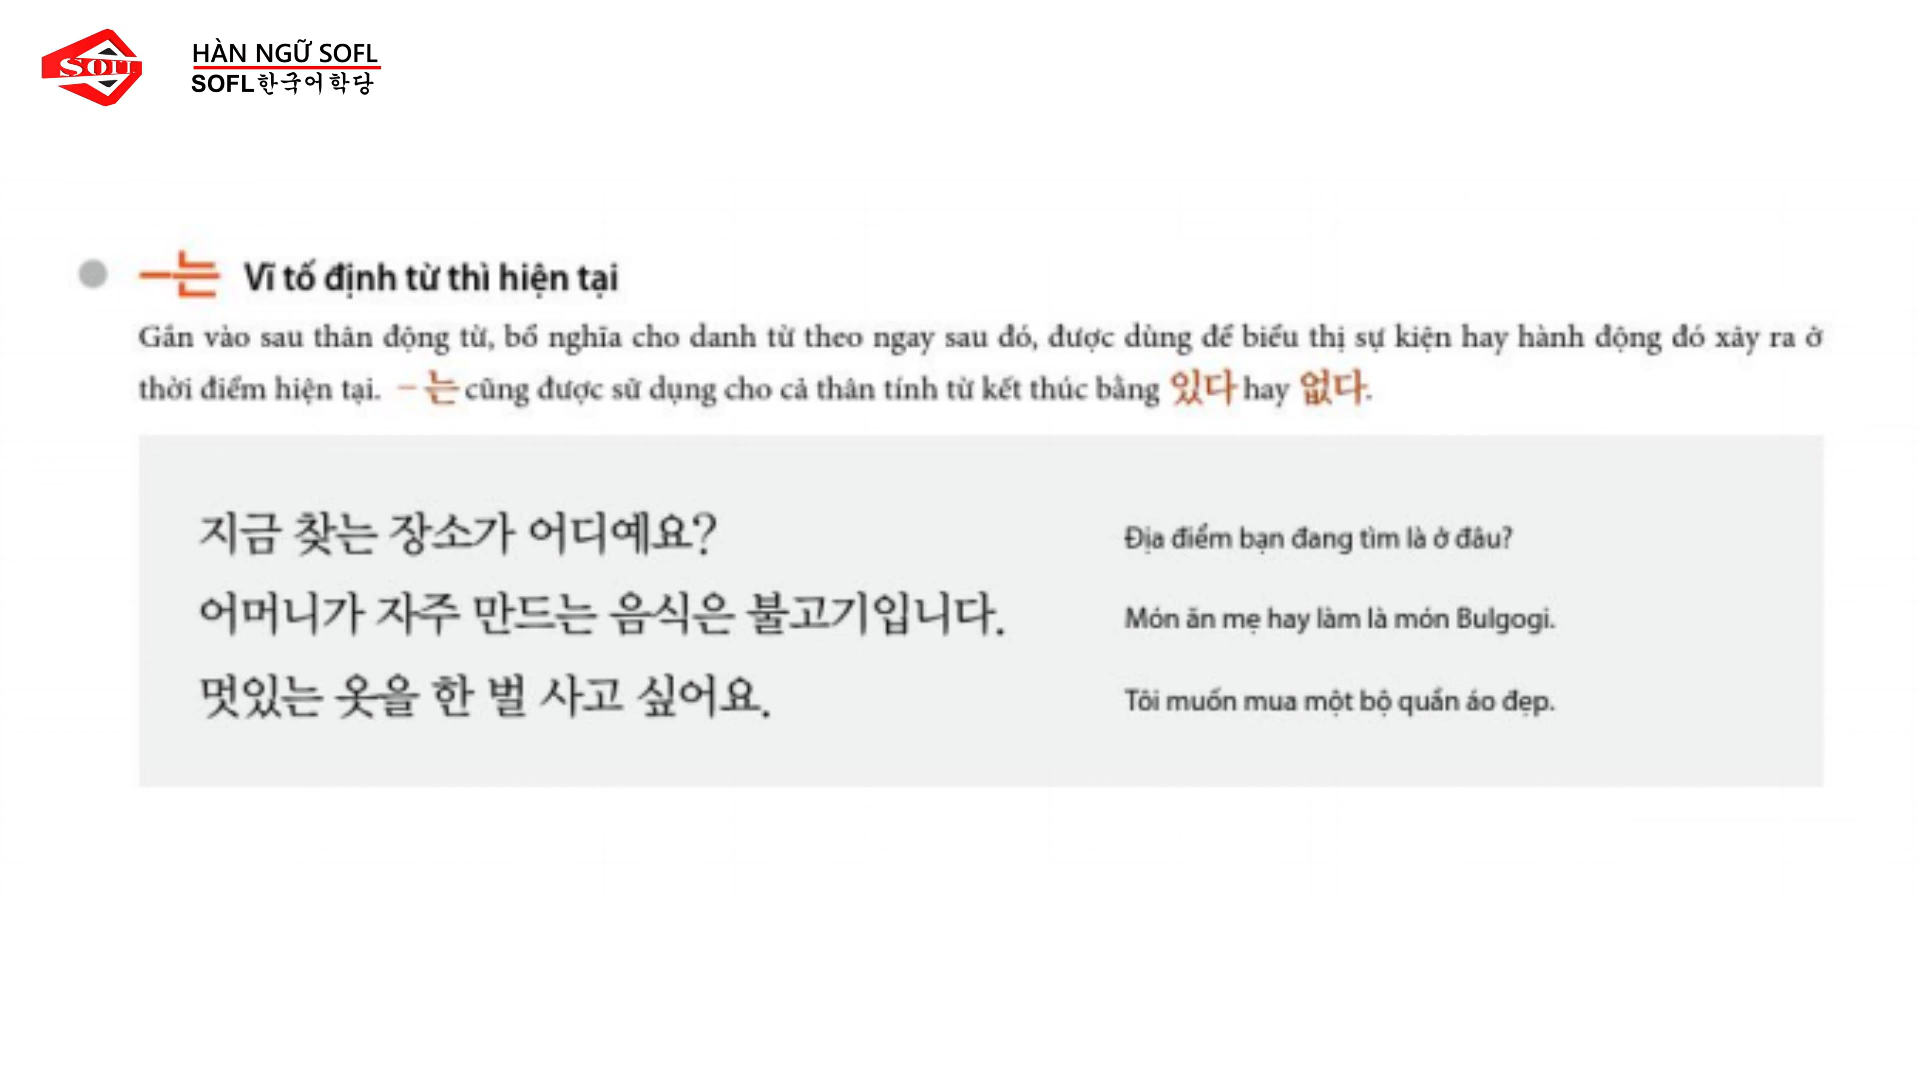 SOFL
HÀN NGỮ SOFL
SOFL한국어학당
–는 Vĩ tố định từ thì hiện tại
Gắn vào sau thân động từ, bổ nghĩa cho danh từ theo ngay sau đó, được dùng để biểu thị sự kiện hay hành động đó xảy ra ở
thời điểm hiện tại. –는 cũng được sử dụng cho cả thân tính từ kết thúc bằng 있다 hay 없다.
지금 찾는 장소가 어디예요? Địa điểm bạn đang tìm là ở đâu?
어머니가 자주 만드는 음식은 불고기입니다. Món ăn mẹ hay làm là món Bulgogi.
멋있는 옷을 한 벌 사고 싶어요. Tôi muốn mua một bộ quần áo đẹp.